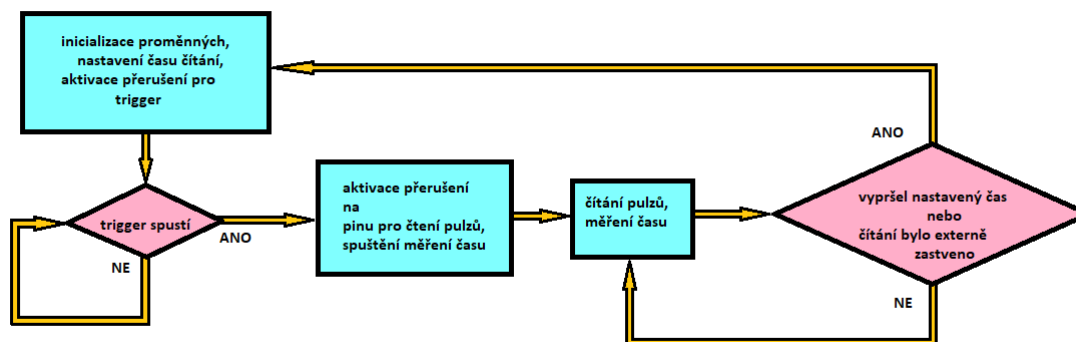 inicializace proměnných,
nastavení času čítání,
aktivace přerušení pro
trigger
trigger spustí
ANO
NE
aktivace přerušení
na
pinu pro čtení pulzů,
spuštění měření času
čítání pulzů,
měření času
ANO
vypršel nastavený čas
nebo
čítání bylo externě
zastveno
NE